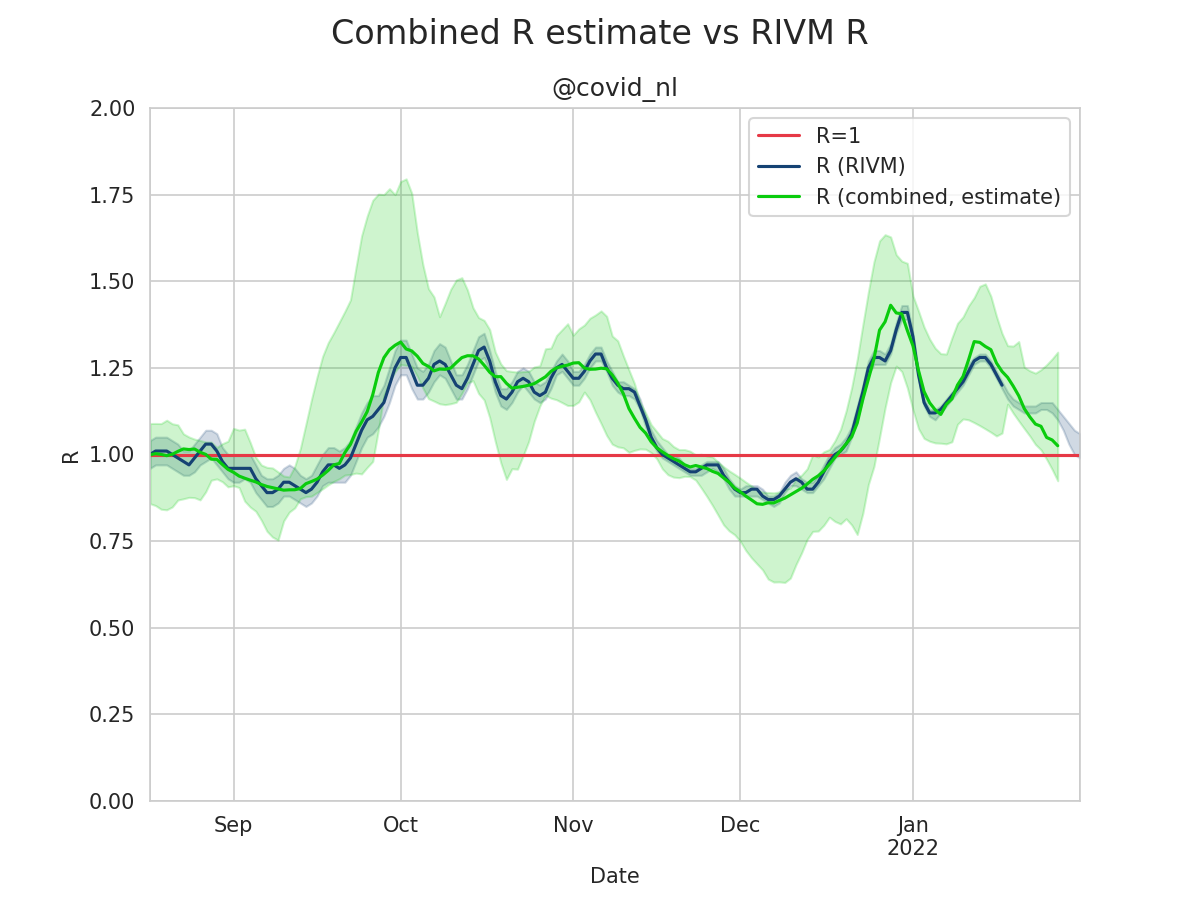 Combined R estimate vs RIVM R
@covid_nl
R=1
R (RIVM)
R (combined, estimate)
2.00
1.75
1.50
1.25
1.00
0.75
0.50
0.25
0.00
R
Sep
Oct
Nov
Dec
Jan
2022
Date